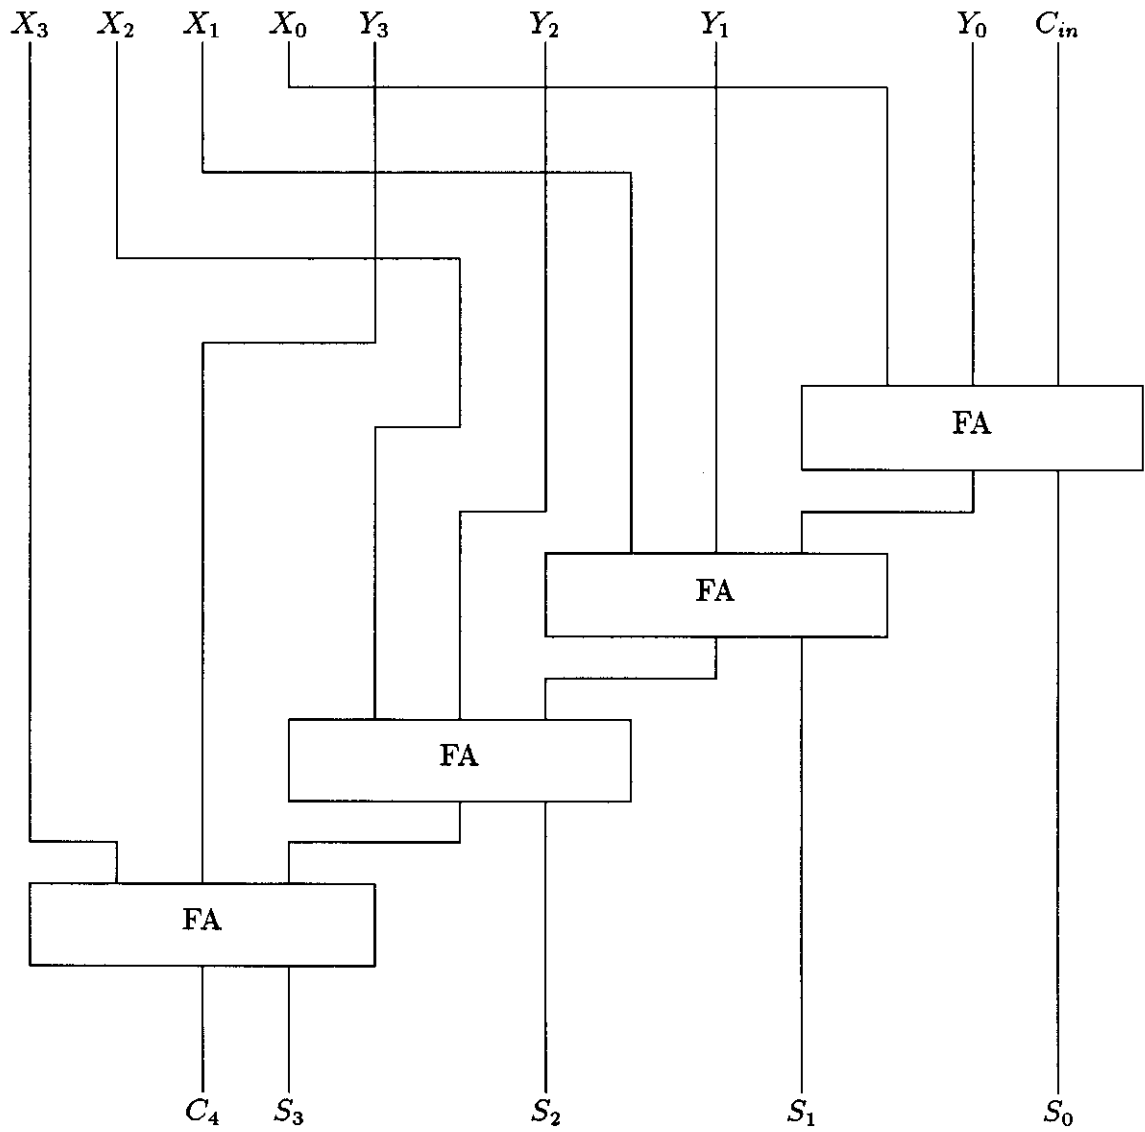 X₃ X₂ X₁ X₀ Y₃ Y₂ Y₁ Y₀ Cᵢₙ
FA
FA
FA
FA
C₄ S₃ S₂ S₁ S₀